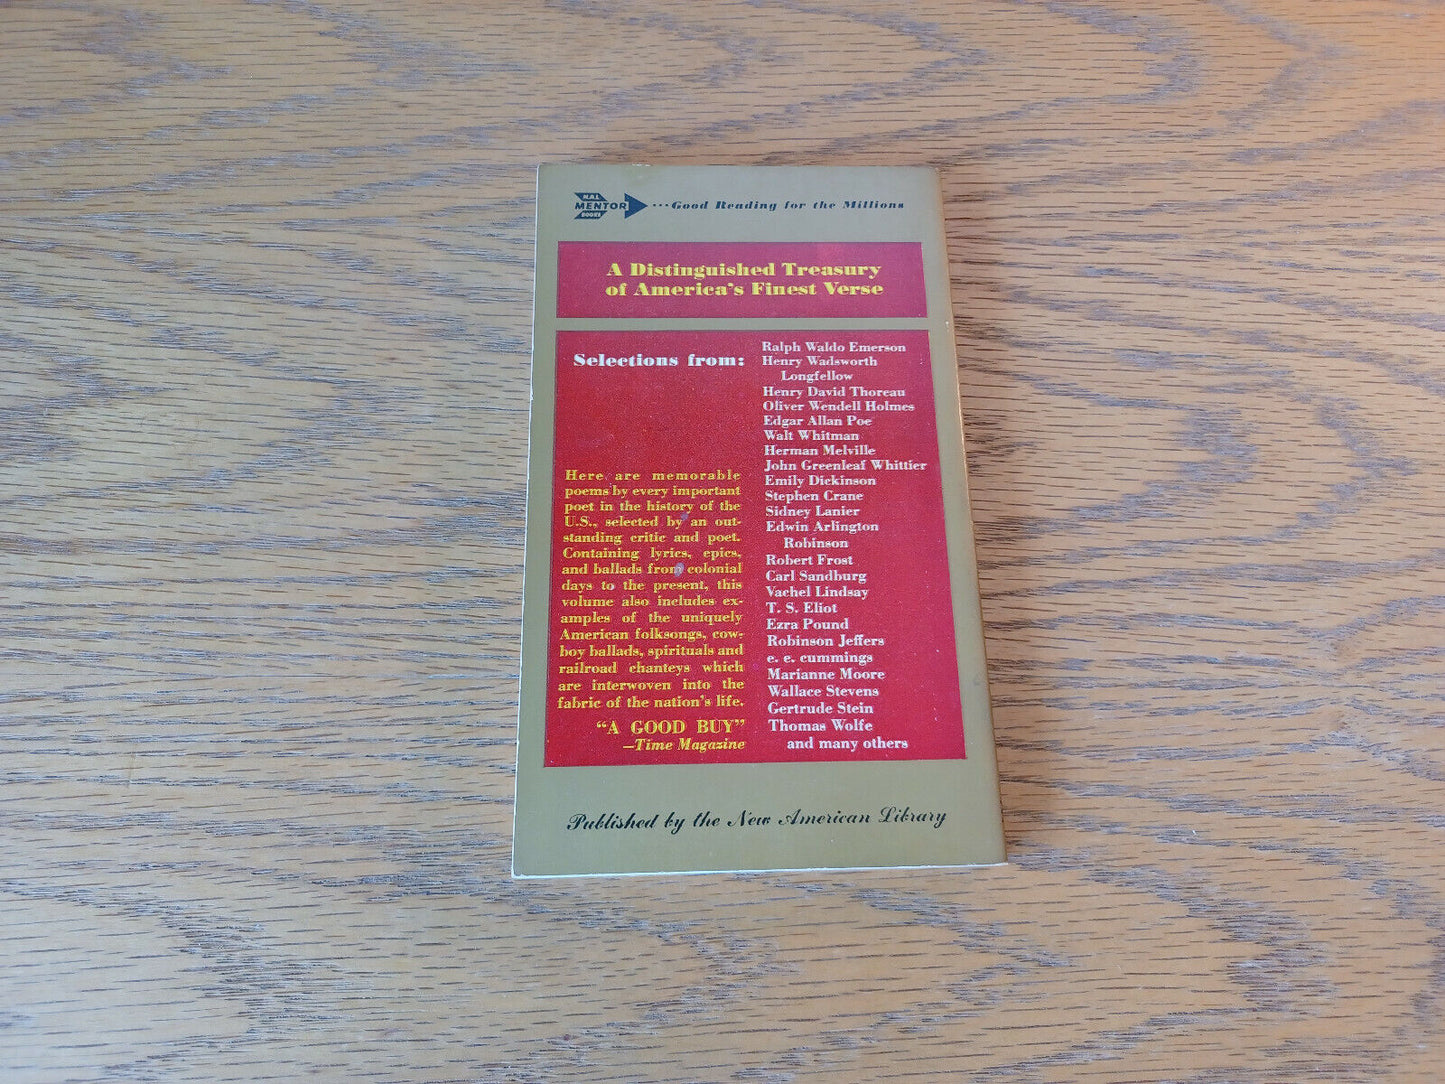 NAL
MENTOR
BOOKS
...Good Reading for the Millions
A Distinguished Treasury
of America's Finest Verse
Selections from:
Here are memorable
poems by every important
poet in the history of the
U.S., selected by an out-
standing critic and poet.
Containing lyrics, epics,
and ballads from colonial
days to the present, this
volume also includes ex-
amples of the uniquely
American folksongs, cow-
boy ballads, spirituals and
railroad chanteys which
are interwoven into the
fabric of the nation's life.
“A GOOD BUY”
—Time Magazine
Ralph Waldo Emerson
Henry Wadsworth
Longfellow
Henry David Thoreau
Oliver Wendell Holmes
Edgar Allan Poe
Walt Whitman
Herman Melville
John Greenleaf Whittier
Emily Dickinson
Stephen Crane
Sidney Lanier
Edwin Arlington
Robinson
Robert Frost
Carl Sandburg
Vachel Lindsay
T. S. Eliot
Ezra Pound
Robinson Jeffers
e. e. cummings
Marianne Moore
Wallace Stevens
Gertrude Stein
Thomas Wolfe
and many others
Published by the New American Library